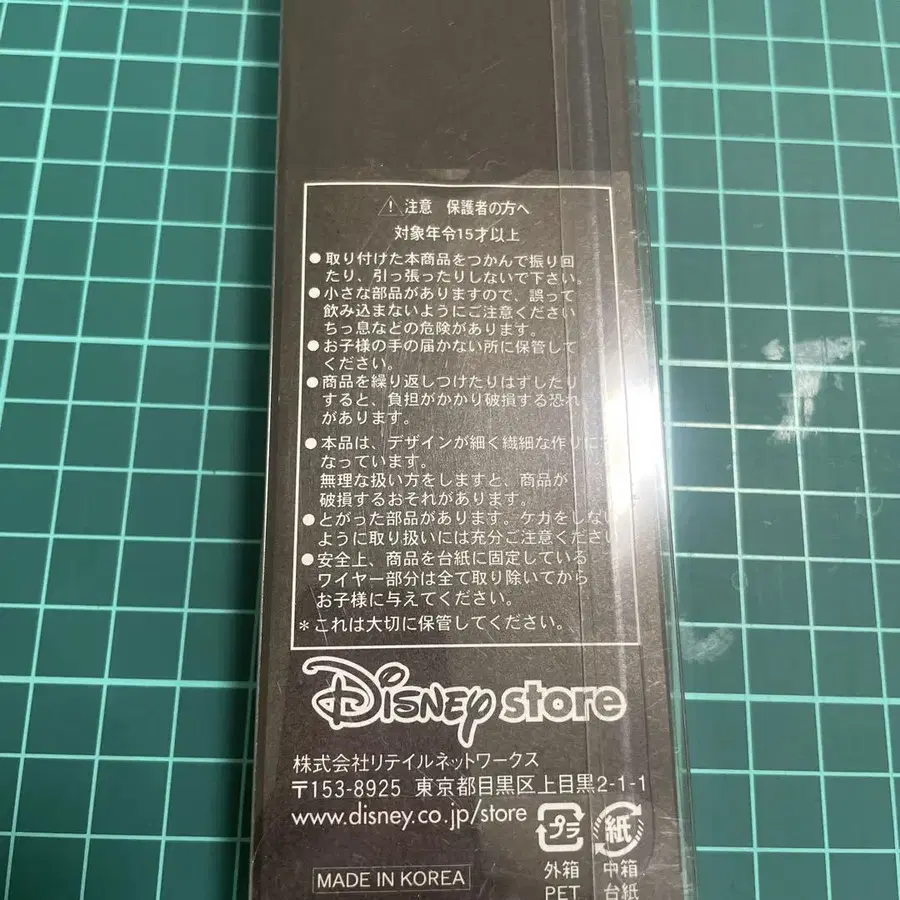 ⚠注意 保護者の方へ
対象年令15才以上
●取り付けた本商品をつかんで振り回
たり、引っ張ったりしないで下さい。
●小さな部品がありますので、誤って
飲み込まないようにご注意ください
ちっ息などの危険があります。
●お子様の手の届かない所に保管して
ください。
●商品を繰り返しつけたりはずしたり
すると、負担がかかり破損する恐れ
があります。
●本品は、デザインが細く繊細な作りに
なっています。
無理な扱い方をしますと、商品が
破損するおそれがあります。
●とがった部品があります。ケガをしない
ように取り扱いには充分ご注意ください
●安全上、商品を台紙に固定している
ワイヤー部分は全て取り除いてから
お子様に与えてください。
＊これは大切に保管してください。
Disney store
株式会社リテイルネットワークス
〒153-8925 東京都目黒区上目黒2-1-1
www.disney.co.jp/store
プラ 紙
外箱 中箱
PET 台紙
MADE IN KOREA